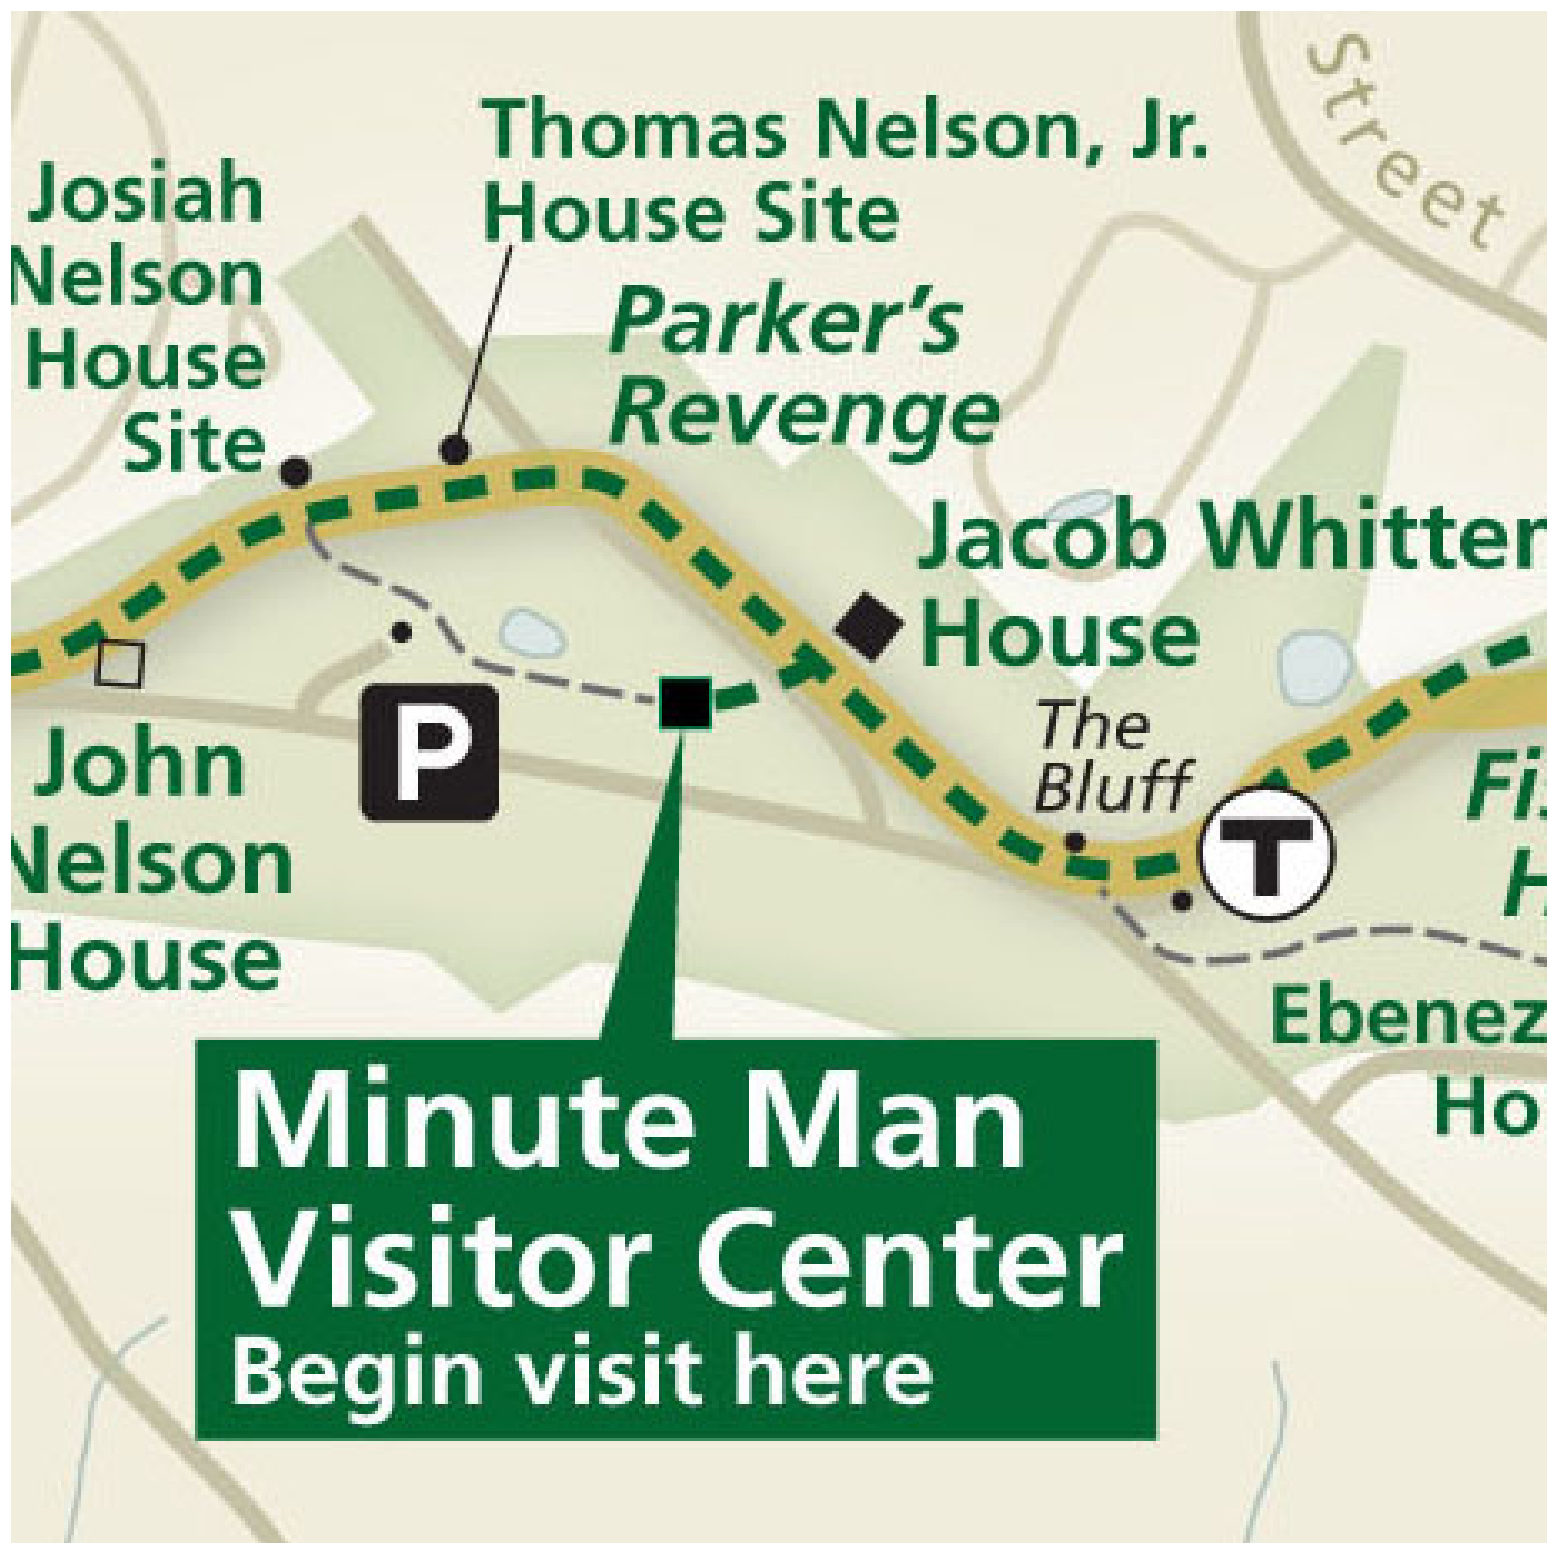 Street
Thomas Nelson, Jr.
House Site
Josiah
Nelson
House
Site
Parker's
Revenge
Jacob Whitter
House
The
Bluff
P
T
John
Nelson
House
Fis
H
Ebenez
Ho
Minute Man
Visitor Center
Begin visit here